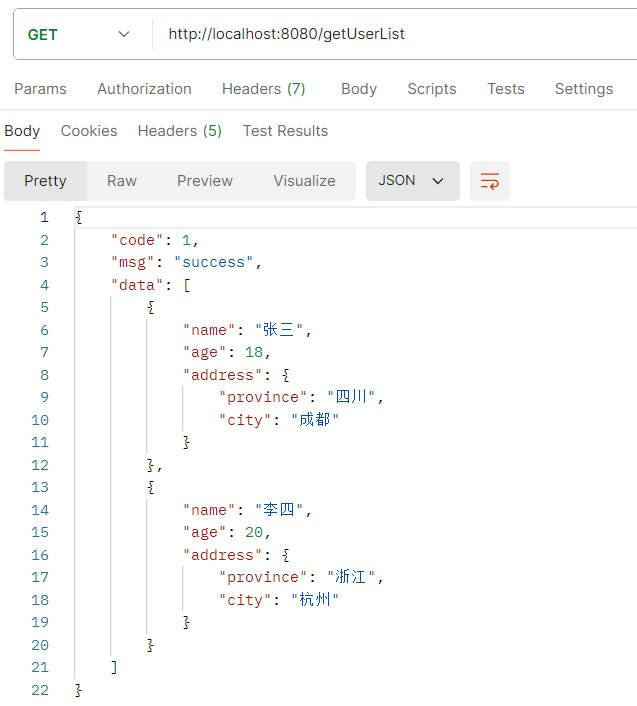 GET http://localhost:8080/getUserList
Params Authorization Headers (7) Body Scripts Tests Settings
Body Cookies Headers (5) Test Results
Pretty Raw Preview Visualize JSON
1 {
2 "code": 1,
3 "msg": "success",
4 "data": [
5 {
6 "name": "张三",
7 "age": 18,
8 "address": {
9 "province": "四川",
10 "city": "成都"
11 }
12 },
13 {
14 "name": "李四",
15 "age": 20,
16 "address": {
17 "province": "浙江",
18 "city": "杭州"
19 }
20 }
21 ]
22 }